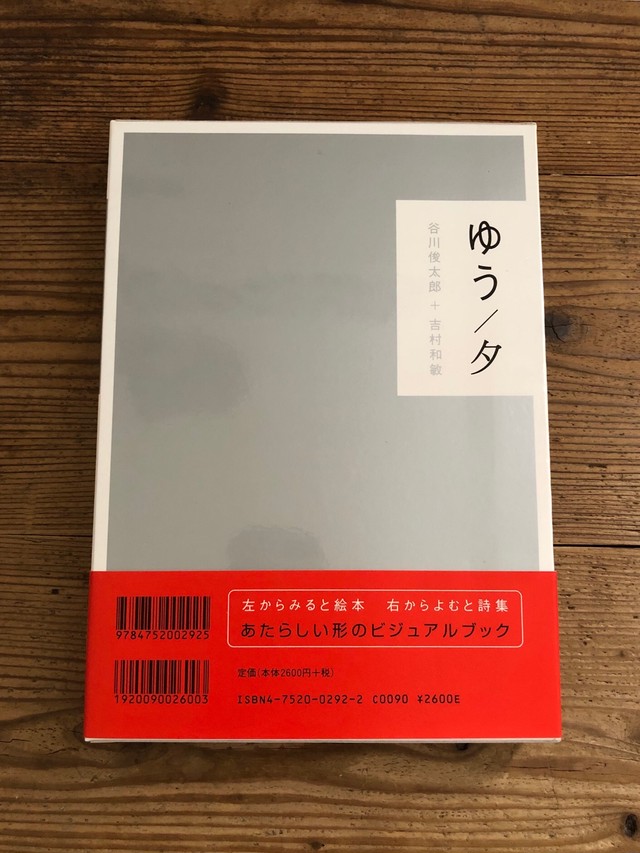 ゆう/夕
谷川俊太郎+吉村和敏
左からみると絵本 右からよむと詩集
あたらしい形のビジュアルブック
9784752002925
定価(本体2600円+税)
1920090026003
ISBN4-7520-0292-2 C0090 ¥2600E